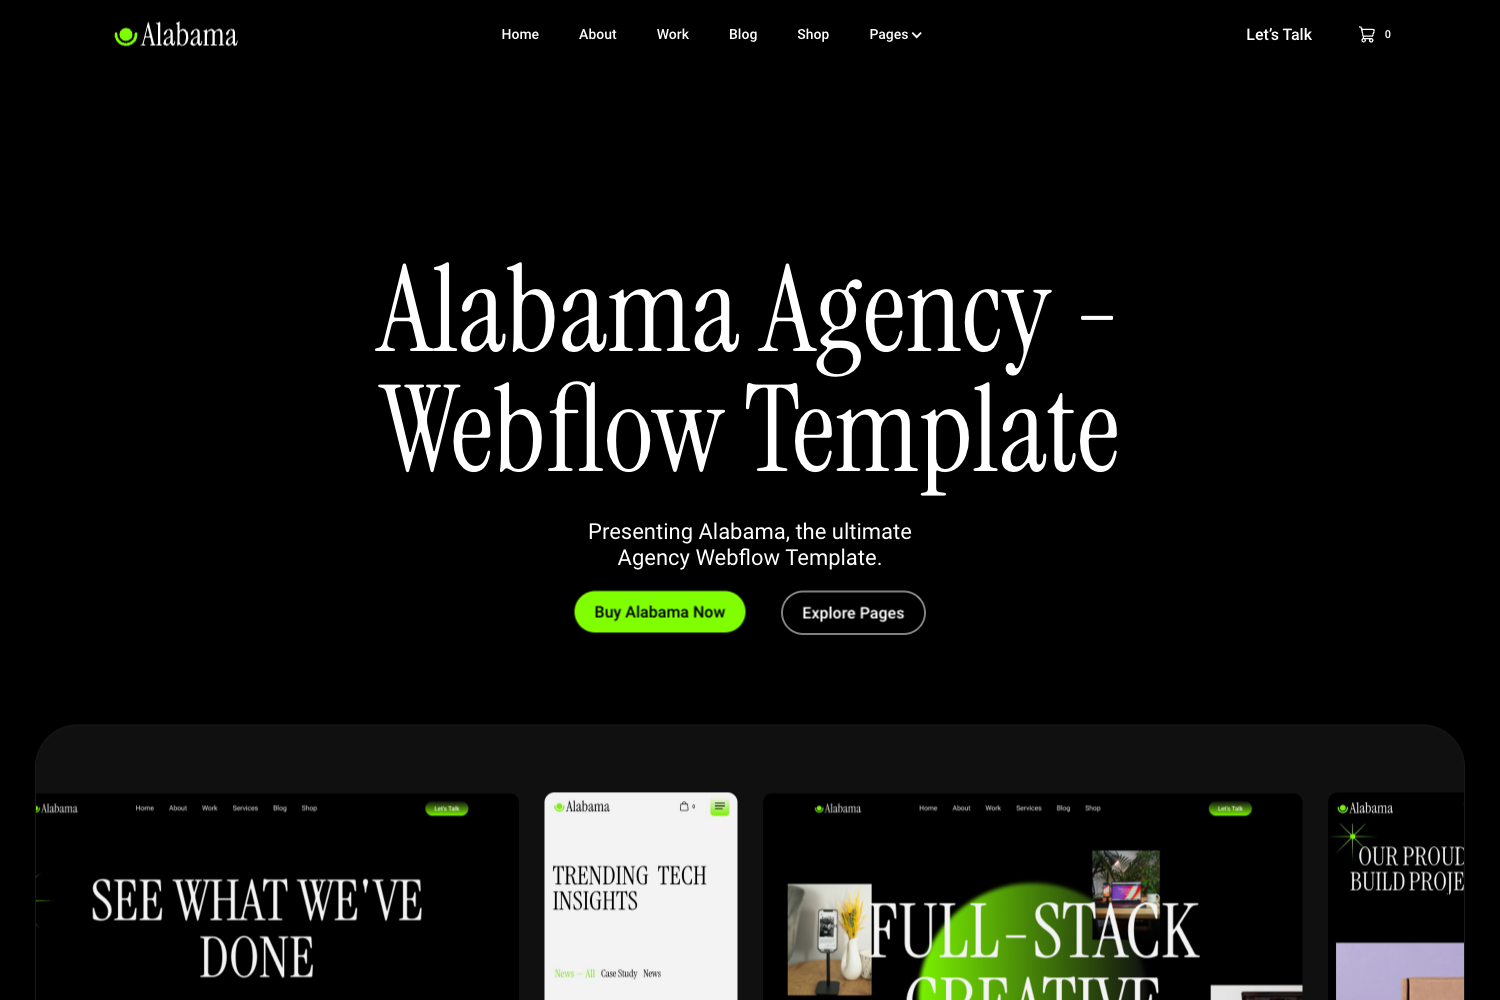 Alabama
Home About Work Blog Shop Pages
Let's Talk
0
Alabama Agency -
Webflow Template
Presenting Alabama, the ultimate
Agency Webflow Template.
Buy Alabama Now
Explore Pages
Alabama
Home About Work Services Blog Shop
Let's Talk
SEE WHAT WE'VE
DONE
Alabama
0
TRENDING TECH
INSIGHTS
News — All Case Study News
Alabama
Home About Work Services Blog Shop
Let's Talk
FULL-STACK
CREATIVE
Alabama
OUR PROUD
BUILD PROJE